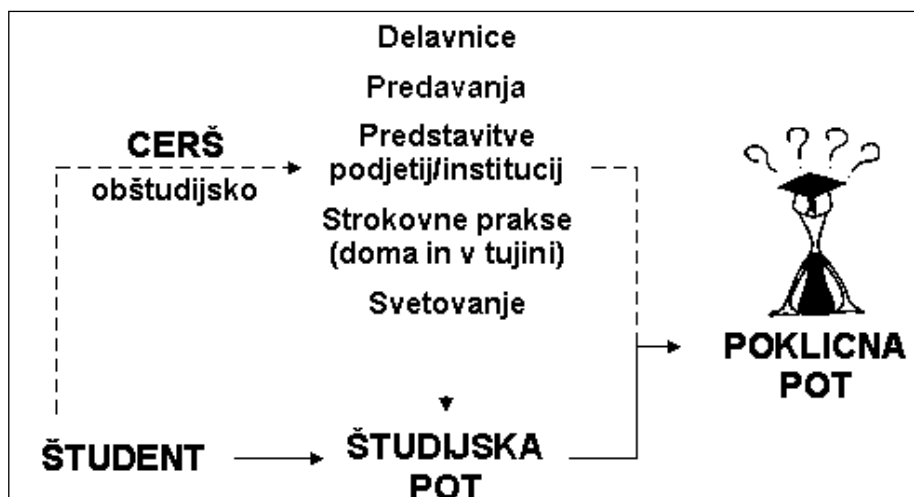 Delavnice
Predavanja
CERŠ
obštudijsko
Predstavitve
podjetij/institucij
Strokovne prakse
(doma in v tujini)
Svetovanje
POKLICNA
POT
ŠTUDENT
ŠTUDIJSKA
POT